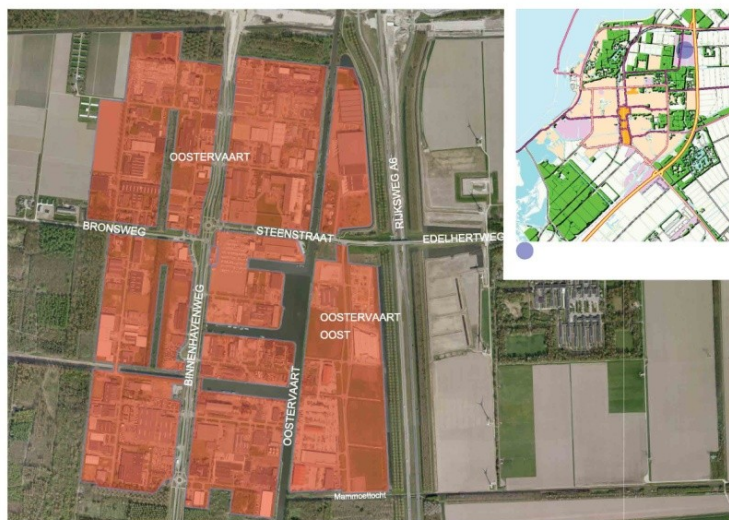 OOSTERVAART
BRONSWEG
STEENSTRAAT
RIJKSWEG A6
EDELHERTWEG
BINNENHAVENWEG
OOSTERVAART
OOST
OOSTERVAART
Mammoettocht